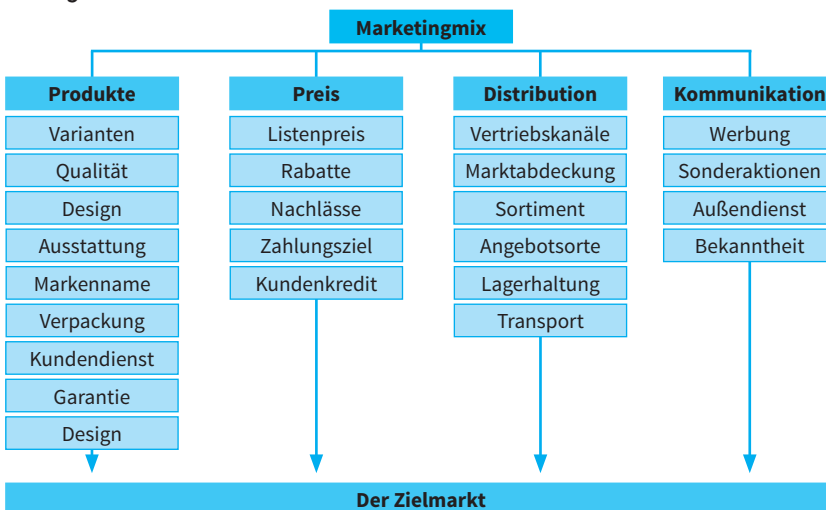 Marketingmix
Produkte
Varianten
Qualität
Design
Ausstattung
Markenname
Verpackung
Kundendienst
Garantie
Design
Preis
Listenpreis
Rabatte
Nachlässe
Zahlungsziel
Kundenkredit
Distribution
Vertriebskanäle
Marktabdeckung
Sortiment
Angebotsorte
Lagerhaltung
Transport
Kommunikation
Werbung
Sonderaktionen
Außendienst
Bekanntheit
Der Zielmarkt